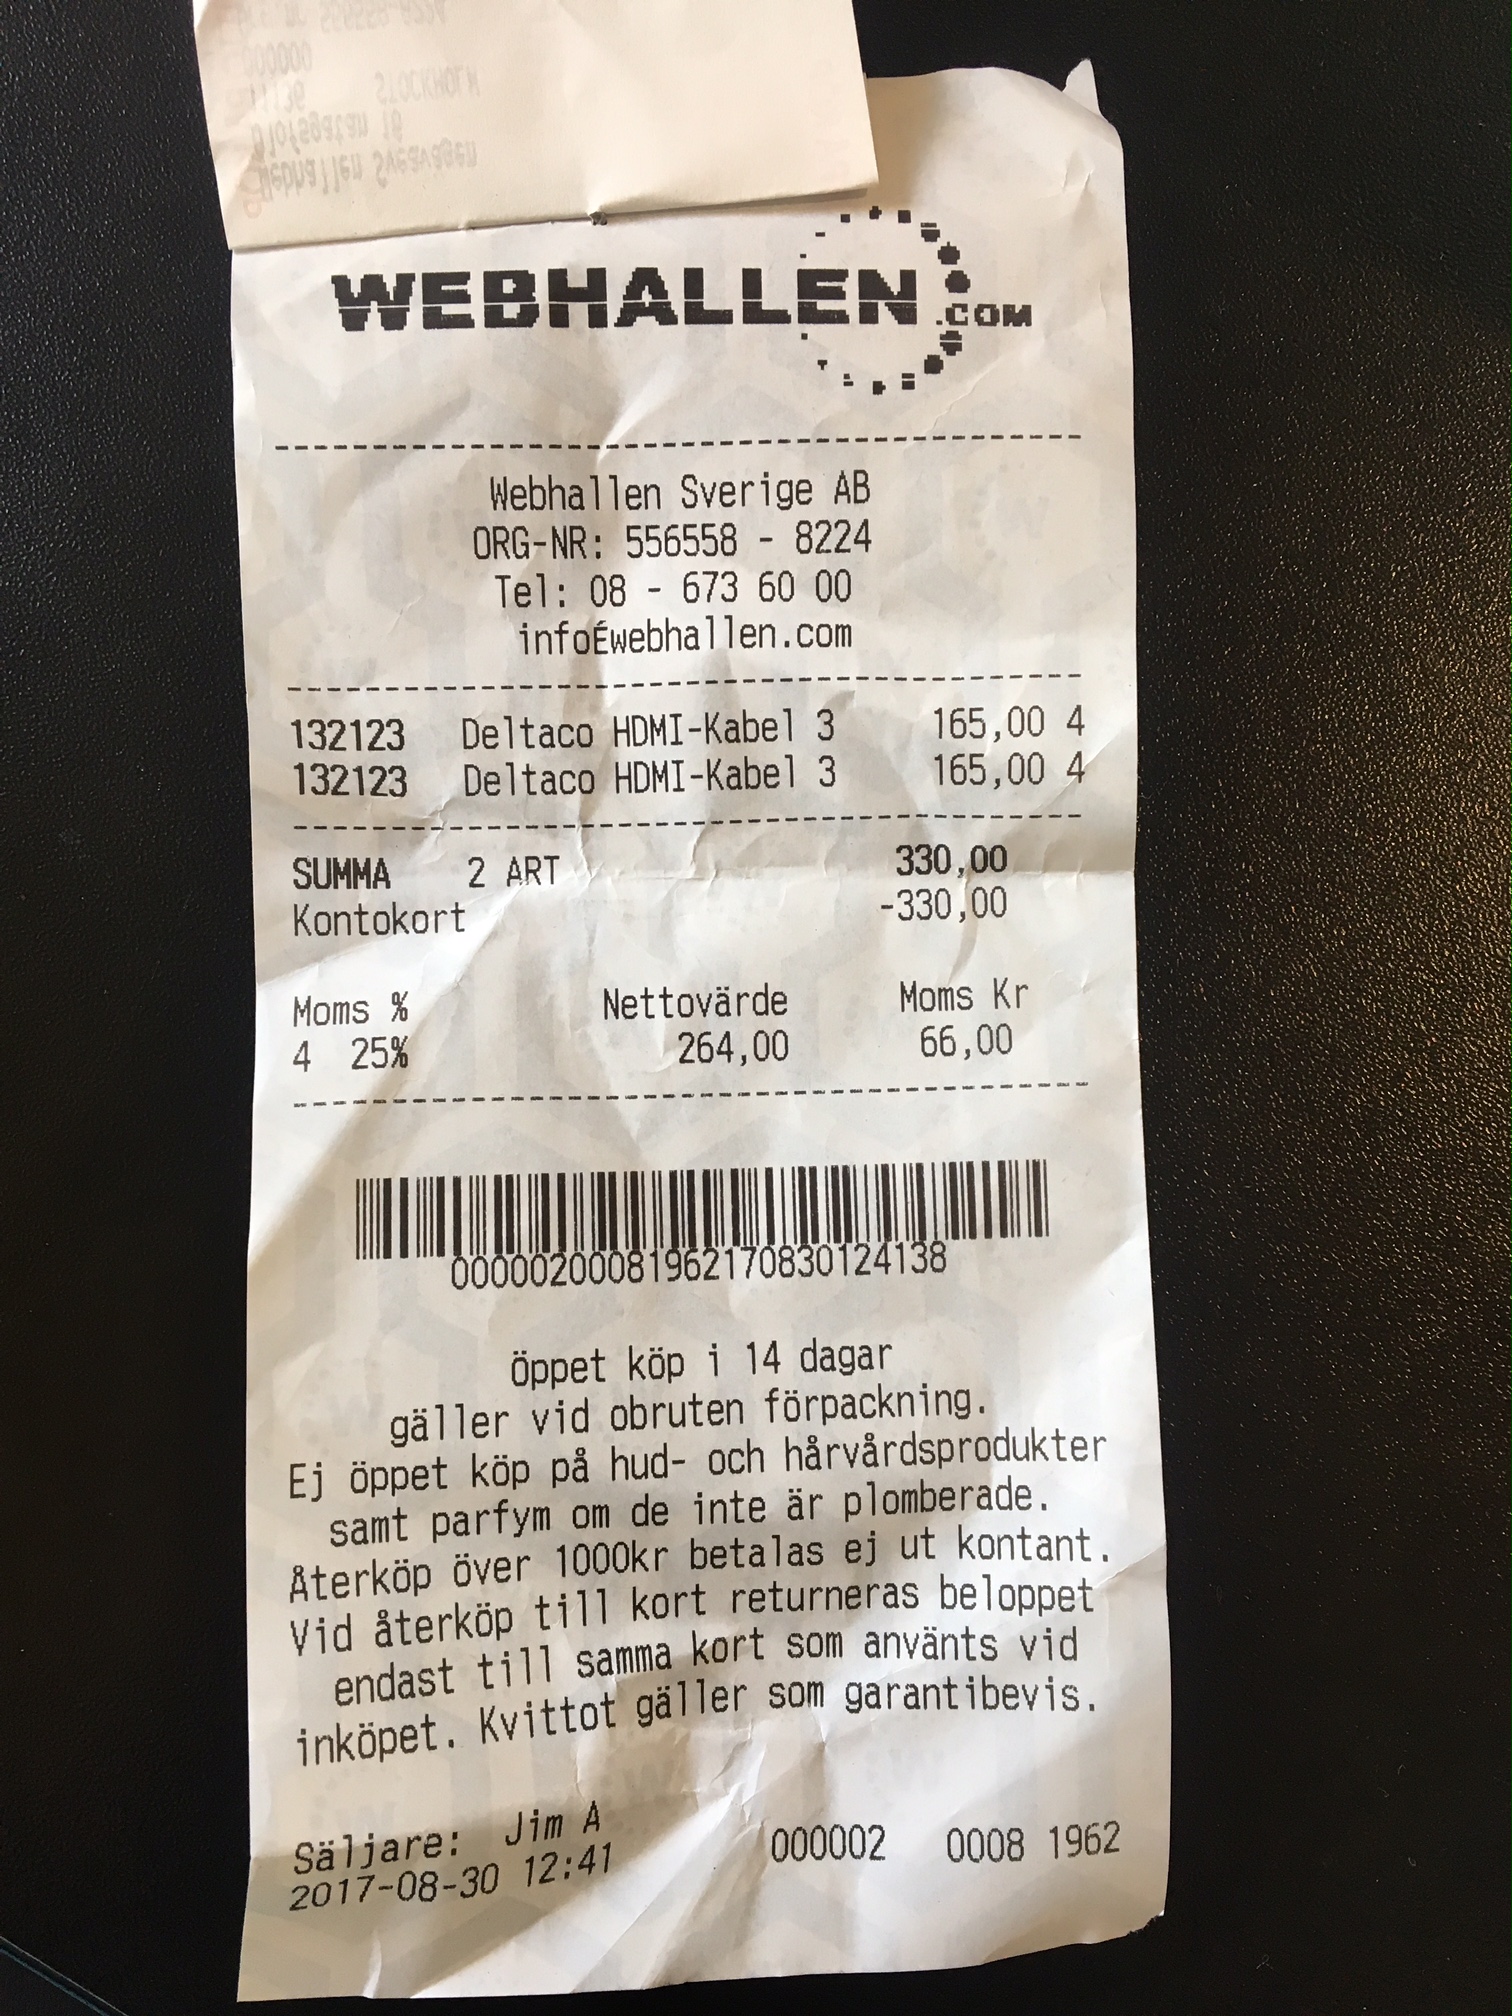 Webhallen Sveavägen
Olofsgatan 16
11136 STOCKHOLM
000000
WEBHALLEN.COM
Webhallen Sverige AB
ORG-NR: 556558 - 8224
Tel: 08 - 673 60 00
infoÉwebhallen.com
132123 Deltaco HDMI-Kabel 3 165,00 4
132123 Deltaco HDMI-Kabel 3 165,00 4
SUMMA 2 ART 330,00
Kontokort -330,00
Moms % Nettovärde Moms Kr
4 25% 264,00 66,00
00000200081962170830124138
Öppet köp i 14 dagar
gäller vid obruten förpackning.
Ej öppet köp på hud- och hårvårdsprodukter
samt parfym om de inte är plomberade.
Återköp över 1000kr betalas ej ut kontant.
Vid återköp till kort returneras beloppet
endast till samma kort som använts vid
inköpet. Kvittot gäller som garantibevis.
Säljare: Jim A
2017-08-30 12:41 000002 0008 1962